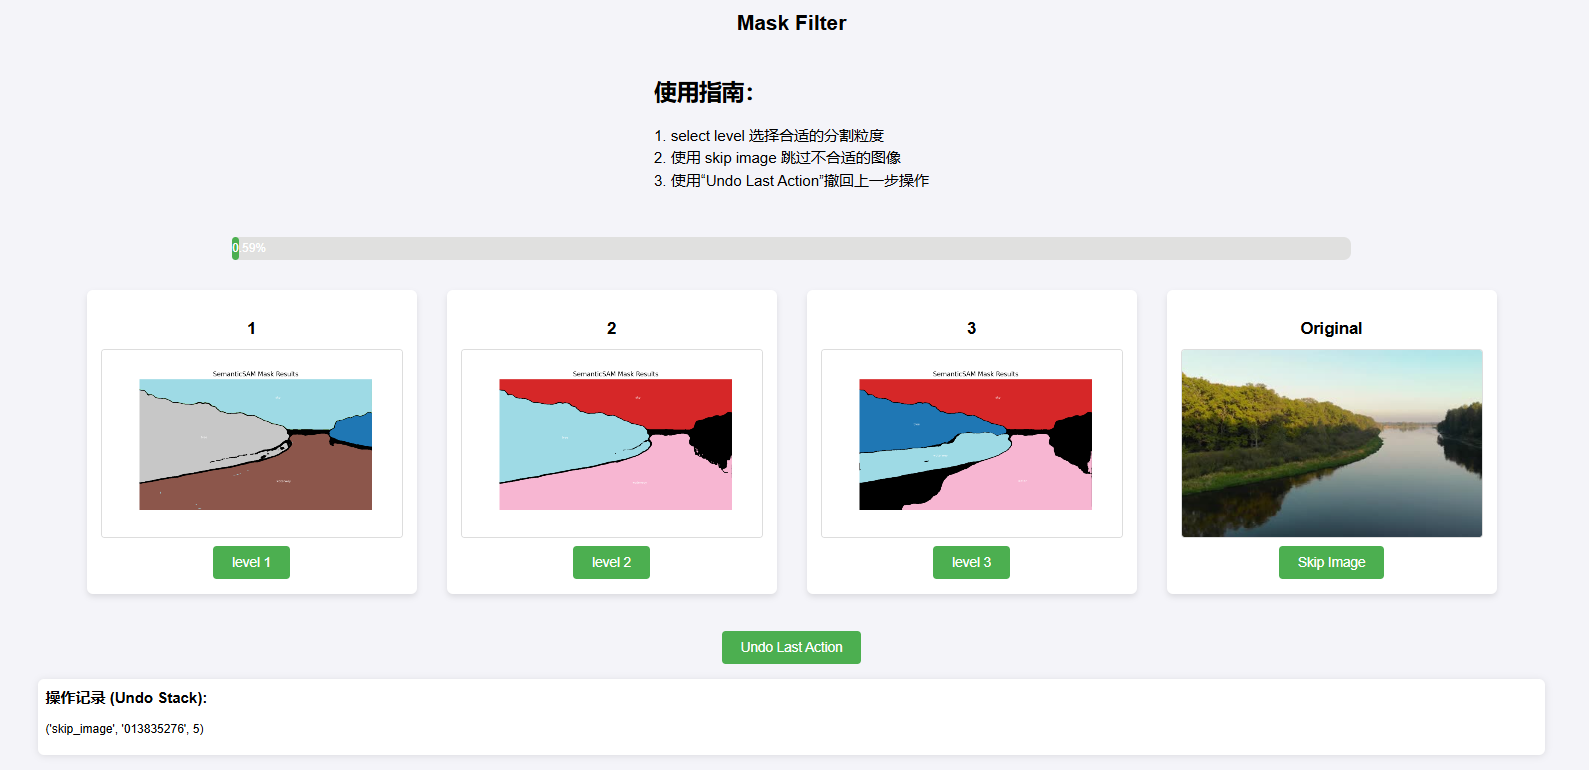 Mask Filter
使用指南：
1. select level 选择合适的分割粒度
2. 使用 skip image 跳过不合适的图像
3. 使用“Undo Last Action”撤回上一步操作
0.59%
1
2
3
Original
SemanticSAM Mask Results
SemanticSAM Mask Results
SemanticSAM Mask Results
level 1
level 2
level 3
Skip Image
Undo Last Action
操作记录 (Undo Stack):
('skip_image', '013835276', 5)